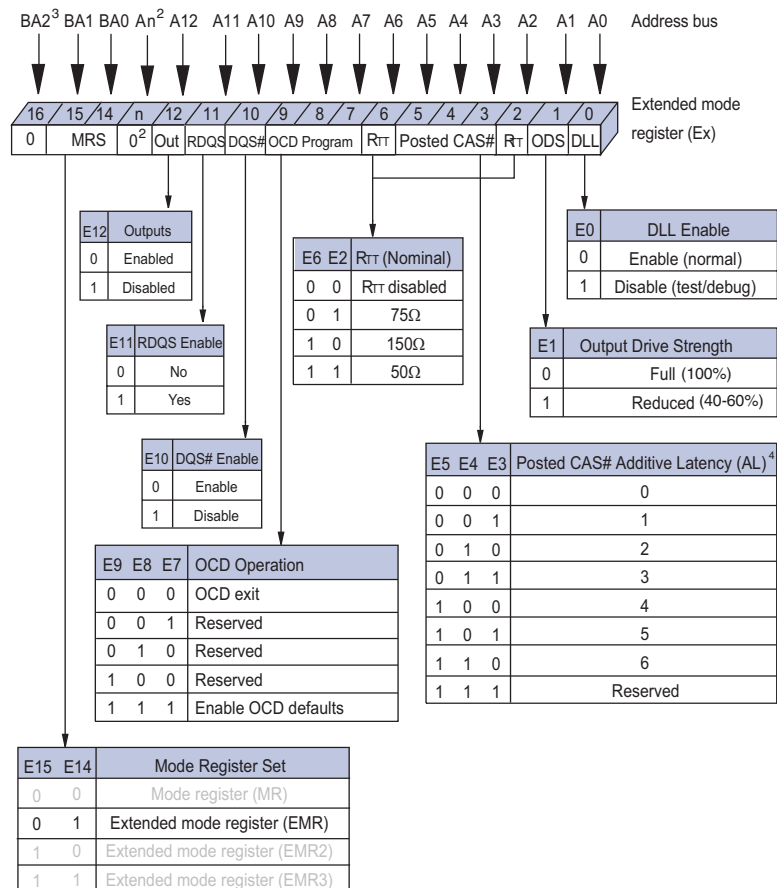 BA2³ BA1 BA0 An² A12 A11 A10 A9 A8 A7 A6 A5 A4 A3 A2 A1 A0 Address bus
16 15 14 n 12 11 10 9 8 7 6 5 4 3 2 1 0
Extended mode
register (Ex)
0 MRS 0² Out RDQS DQS# OCD Program RTT Posted CAS# RTT ODS DLL
E12 Outputs
0 Enabled
1 Disabled
E6 E2 RTT (Nominal)
0 0 RTT disabled
0 1 75Ω
1 0 150Ω
1 1 50Ω
E0 DLL Enable
0 Enable (normal)
1 Disable (test/debug)
E11 RDQS Enable
0 No
1 Yes
E1 Output Drive Strength
0 Full (100%)
1 Reduced (40-60%)
E10 DQS# Enable
0 Enable
1 Disable
E5 E4 E3 Posted CAS# Additive Latency (AL)⁴
0 0 0 0
0 0 1 1
0 1 0 2
0 1 1 3
1 0 0 4
1 0 1 5
1 1 0 6
1 1 1 Reserved
E9 E8 E7 OCD Operation
0 0 0 OCD exit
0 0 1 Reserved
0 1 0 Reserved
1 0 0 Reserved
1 1 1 Enable OCD defaults
E15 E14 Mode Register Set
0 0 Mode register (MR)
0 1 Extended mode register (EMR)
1 0 Extended mode register (EMR2)
1 1 Extended mode register (EMR3)